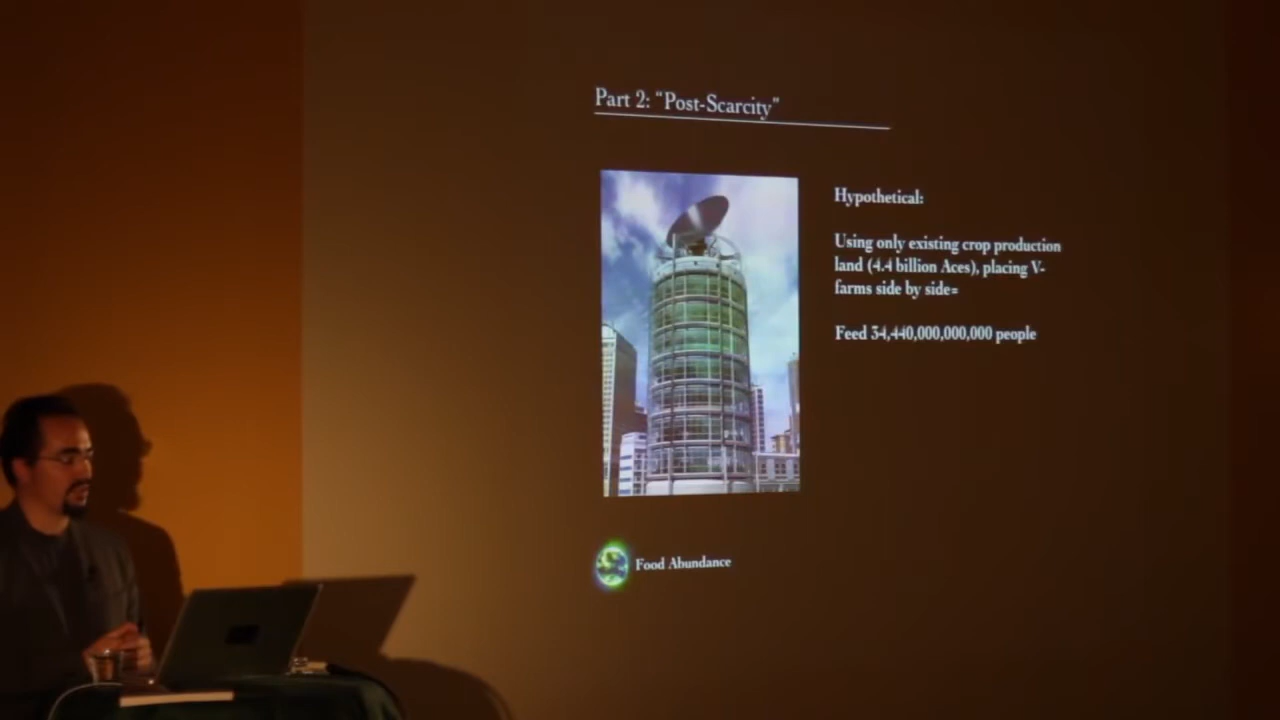 Part 2: "Post-Scarcity"
Hypothetical:
Using only existing crop production
land (4.4 billion Aces), placing V-
farms side by side=
Feed 34,440,000,000,000 people
Food Abundance